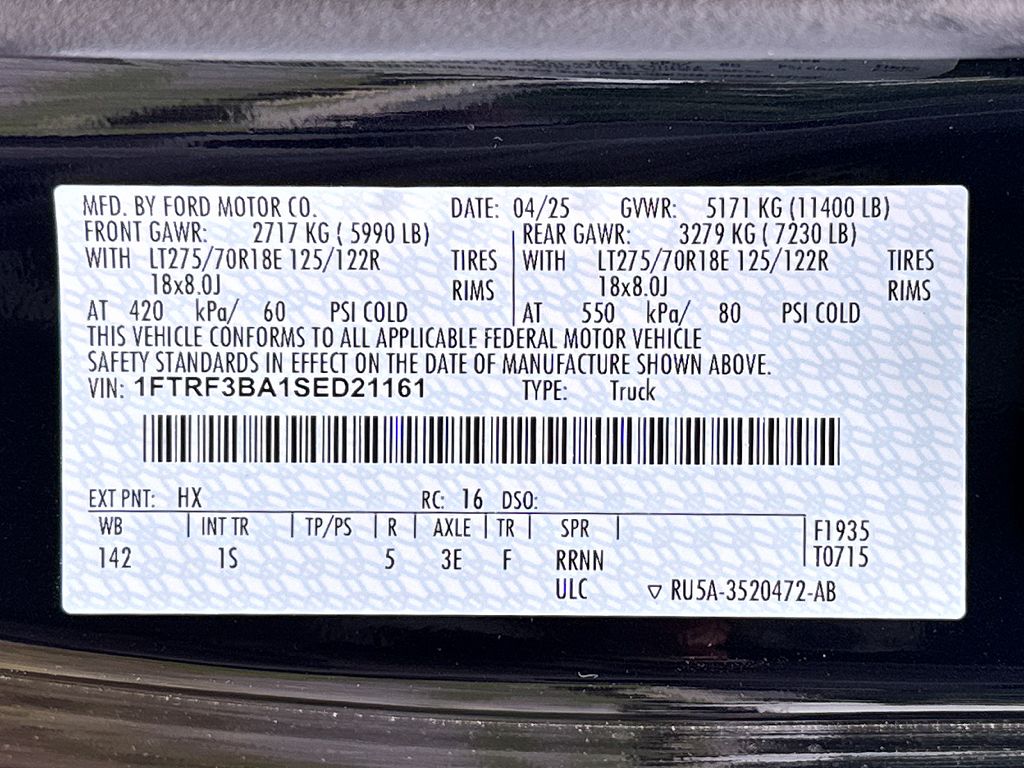 MFD. BY FORD MOTOR CO. DATE: 04/25 GVWR: 5171 KG (11400 LB)
FRONT GAWR: 2717 KG ( 5990 LB) REAR GAWR: 3279 KG ( 7230 LB)
WITH LT275/70R18E 125/122R TIRES WITH LT275/70R18E 125/122R TIRES
18x8.0J RIMS 18x8.0J RIMS
AT 420 kPa/ 60 PSI COLD AT 550 kPa/ 80 PSI COLD
THIS VEHICLE CONFORMS TO ALL APPLICABLE FEDERAL MOTOR VEHICLE
SAFETY STANDARDS IN EFFECT ON THE DATE OF MANUFACTURE SHOWN ABOVE.
VIN: 1FTRF3BA1SED21161 TYPE: Truck
EXT PNT: HX RC: 16 DSO:
WB INT TR TP/PS R AXLE TR SPR F1935
142 1S 5 3E F RRNN T0715
ULC ▽ RU5A-3520472-AB